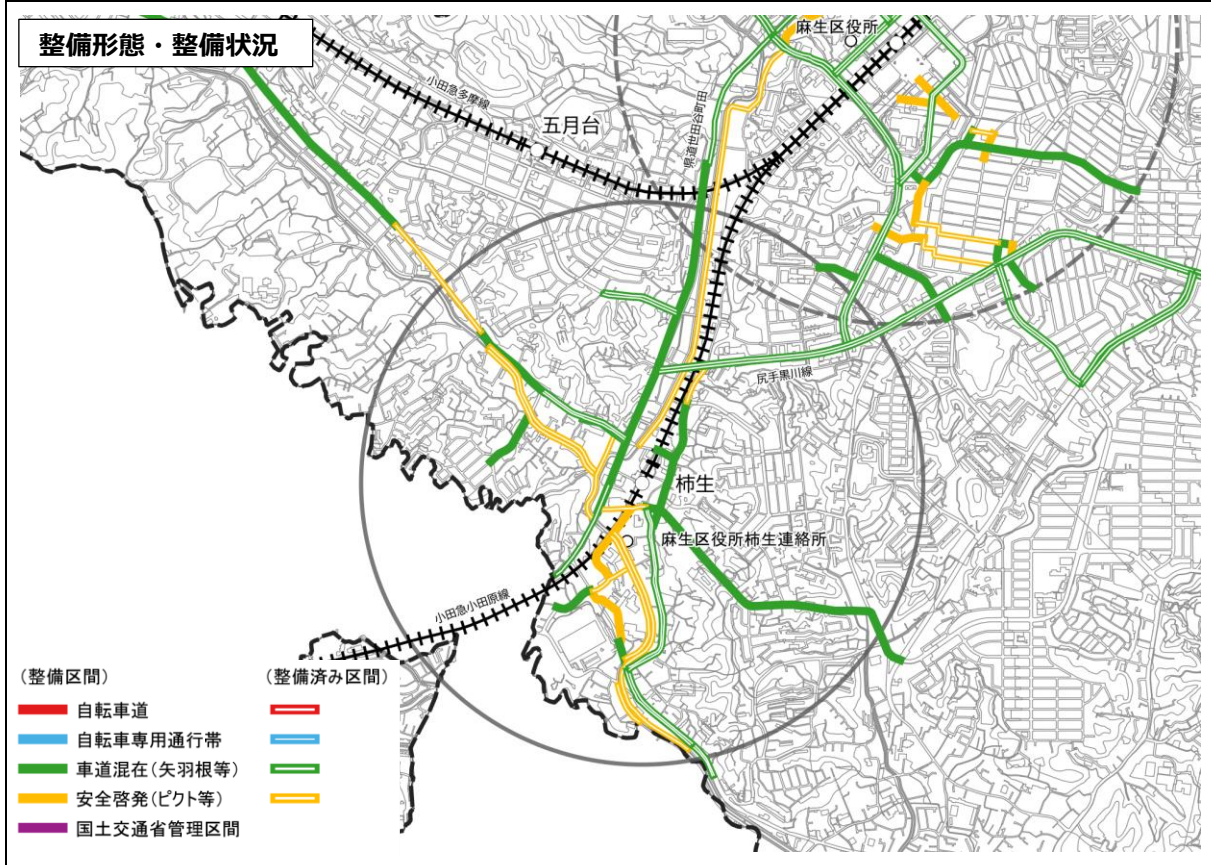 整備形態・整備状況
麻生区役所
小田急多摩線
五月台
県道世田谷町田
尻手黒川線
柿生
麻生区役所柿生連絡所
小田急小田原線
(整備区間) (整備済み区間)
自転車道
自転車専用通行帯
車道混在(矢羽根等)
安全啓発(ピクト等)
国土交通省管理区間